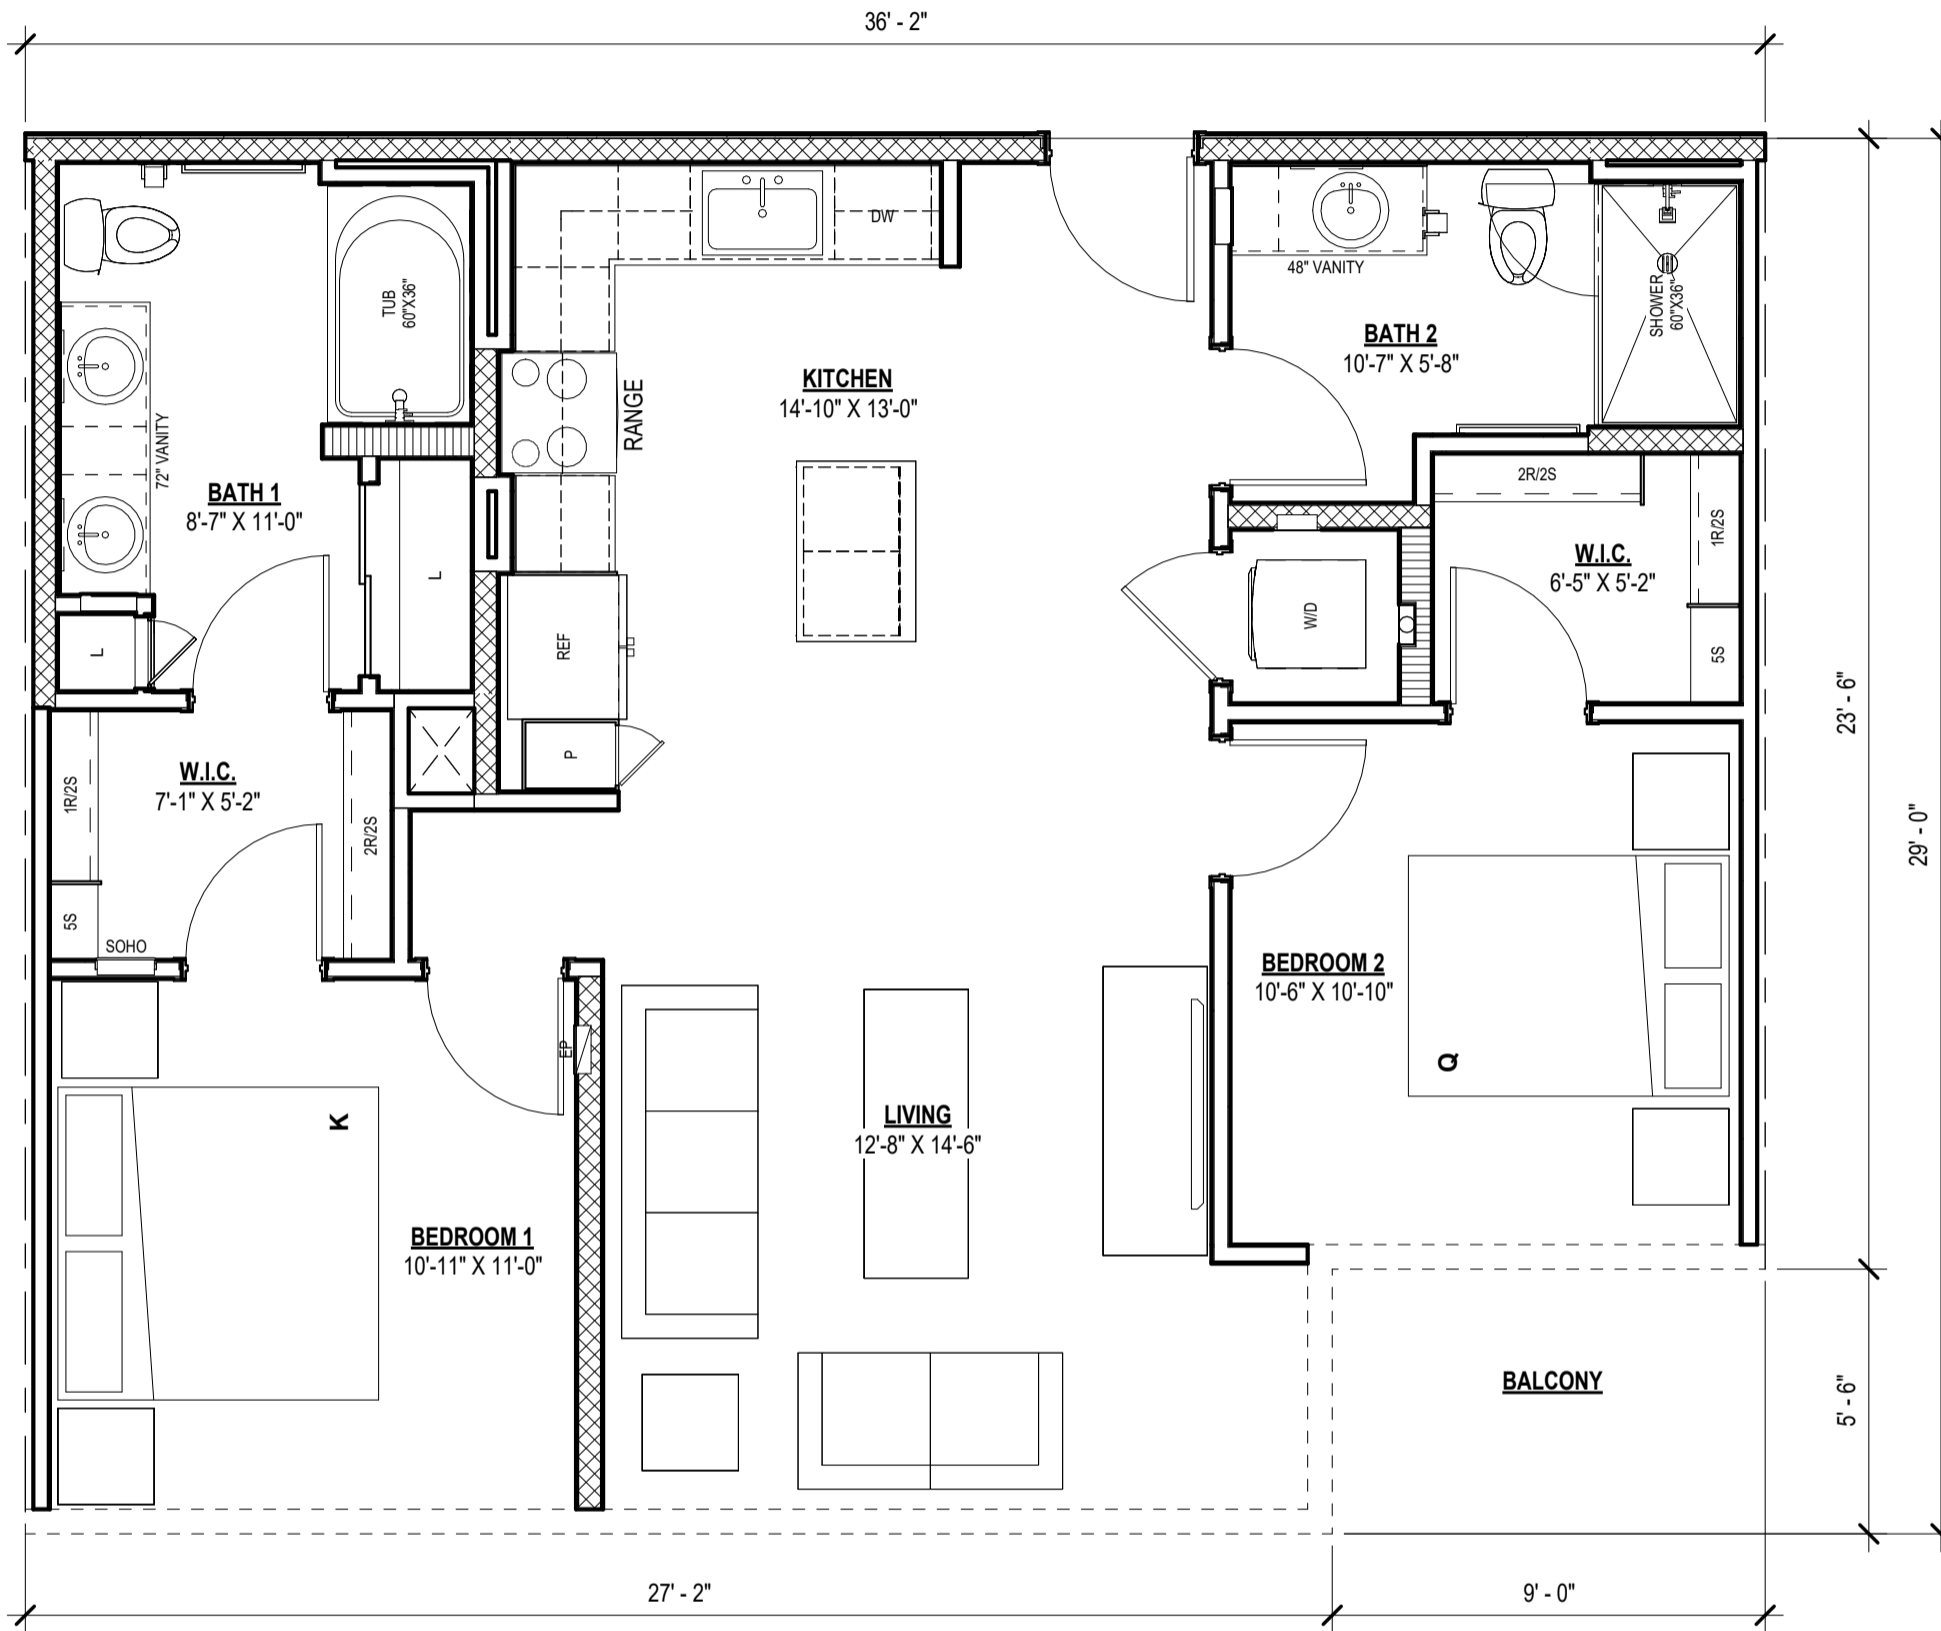 36' - 2"
DW
48" VANITY
TUB
60"X36"
SHOWER
60"X36"
BATH 2
10'-7" X 5'-8"
KITCHEN
14'-10" X 13'-0"
RANGE
72" VANITY
BATH 1
8'-7" X 11'-0"
2R/2S
1R/2S
W.I.C.
6'-5" X 5'-2"
L
W/D
L
REF
5S
23' - 6"
P
W.I.C.
7'-1" X 5'-2"
1R/2S
2R/2S
29' - 0"
5S
SOHO
BEDROOM 2
10'-6" X 10'-10"
EP
Q
K
LIVING
12'-8" X 14'-6"
BEDROOM 1
10'-11" X 11'-0"
BALCONY
5' - 6"
27' - 2"
9' - 0"